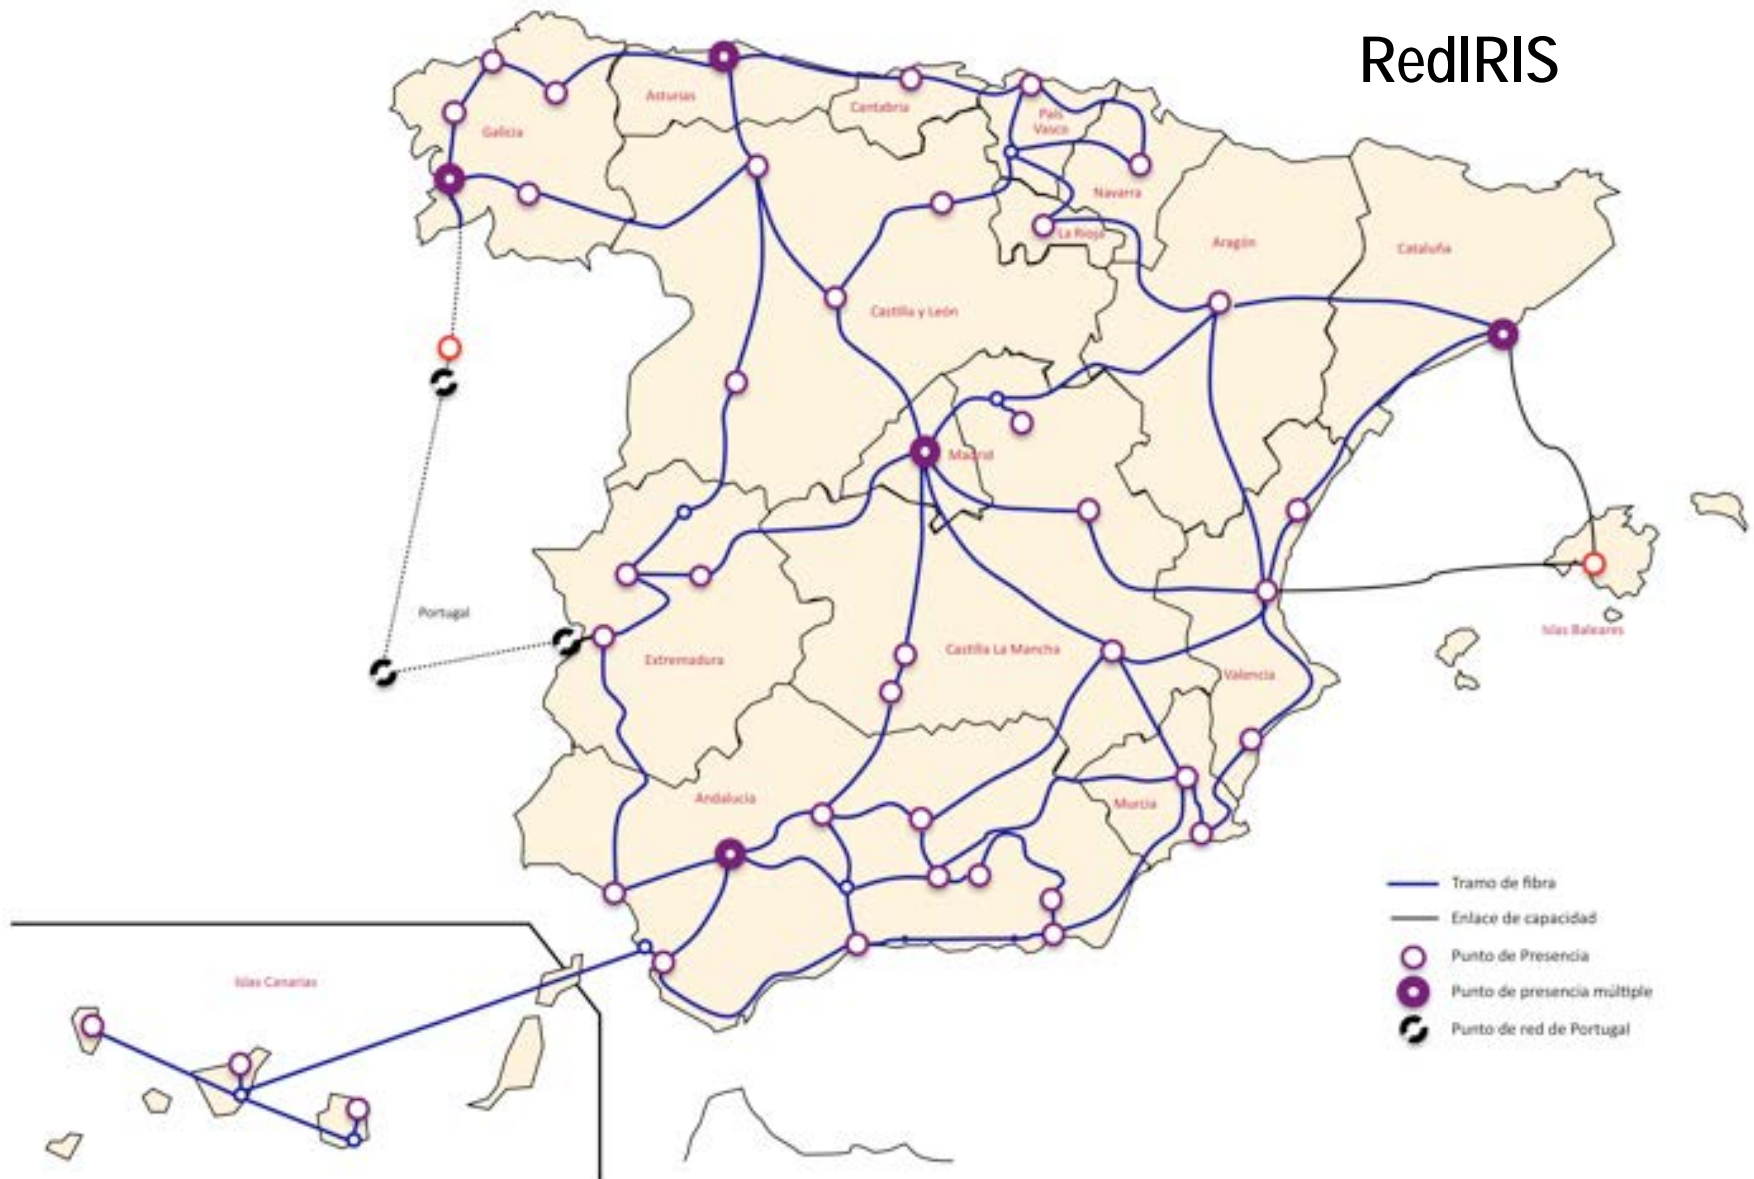 RedIRIS
Asturias
Cantabria
País
Vasco
Galicia
Navarra
La Rioja
Aragón
Cataluña
Castilla y León
Madrid
Portugal
Extremadura
Castilla La Mancha
Valencia
Islas Baleares
Andalucia
Murcia
Islas Canarias
Tramo de fibra
Enlace de capacidad
Punto de Presencia
Punto de presencia múltiple
Punto de red de Portugal